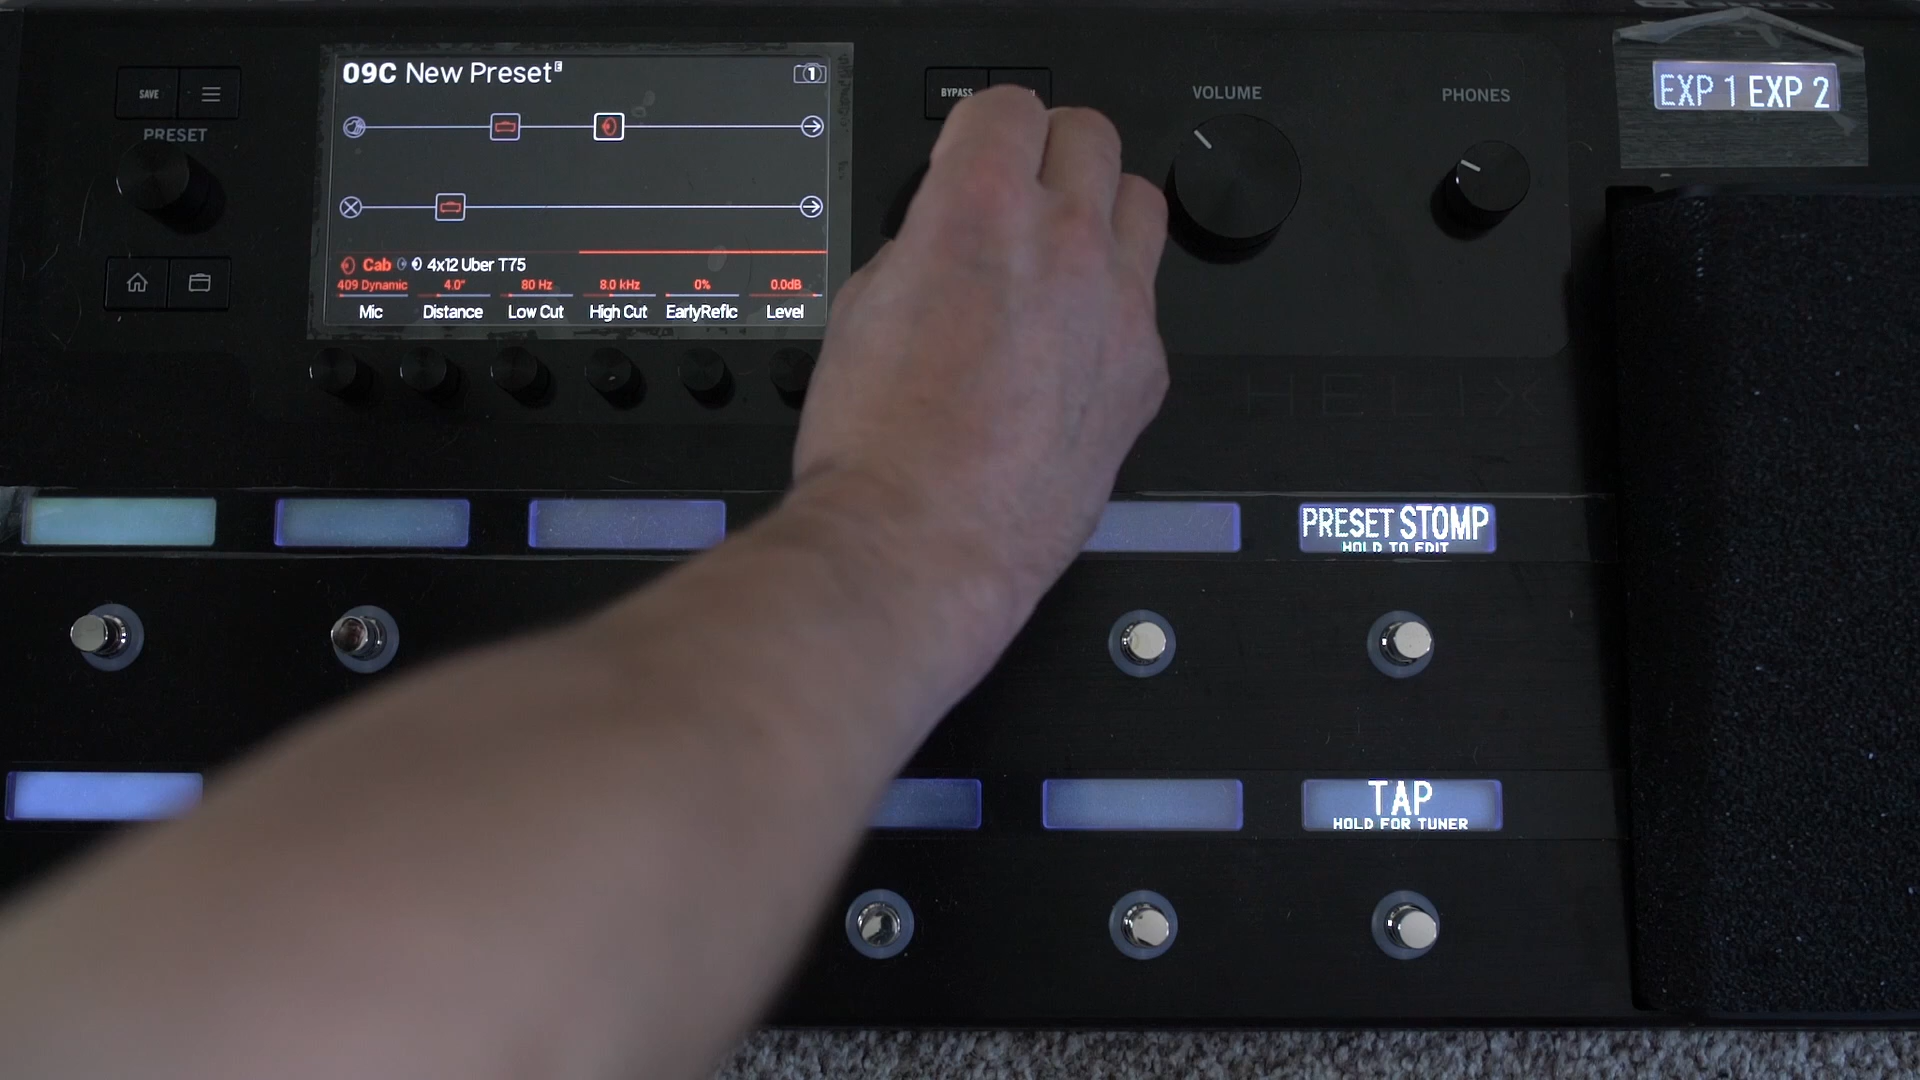 09C New Preset E
1
SAVE
PRESET
BYPASS
VOLUME
PHONES
EXP 1 EXP 2
Cab 4x12 Uber T75
409 Dynamic 4.0" 80 Hz 8.0 kHz 0% 0.0dB
Mic Distance Low Cut High Cut EarlyReflc Level
HELIX
PRESET STOMP
HOLD TO EDIT
TAP
HOLD FOR TUNER